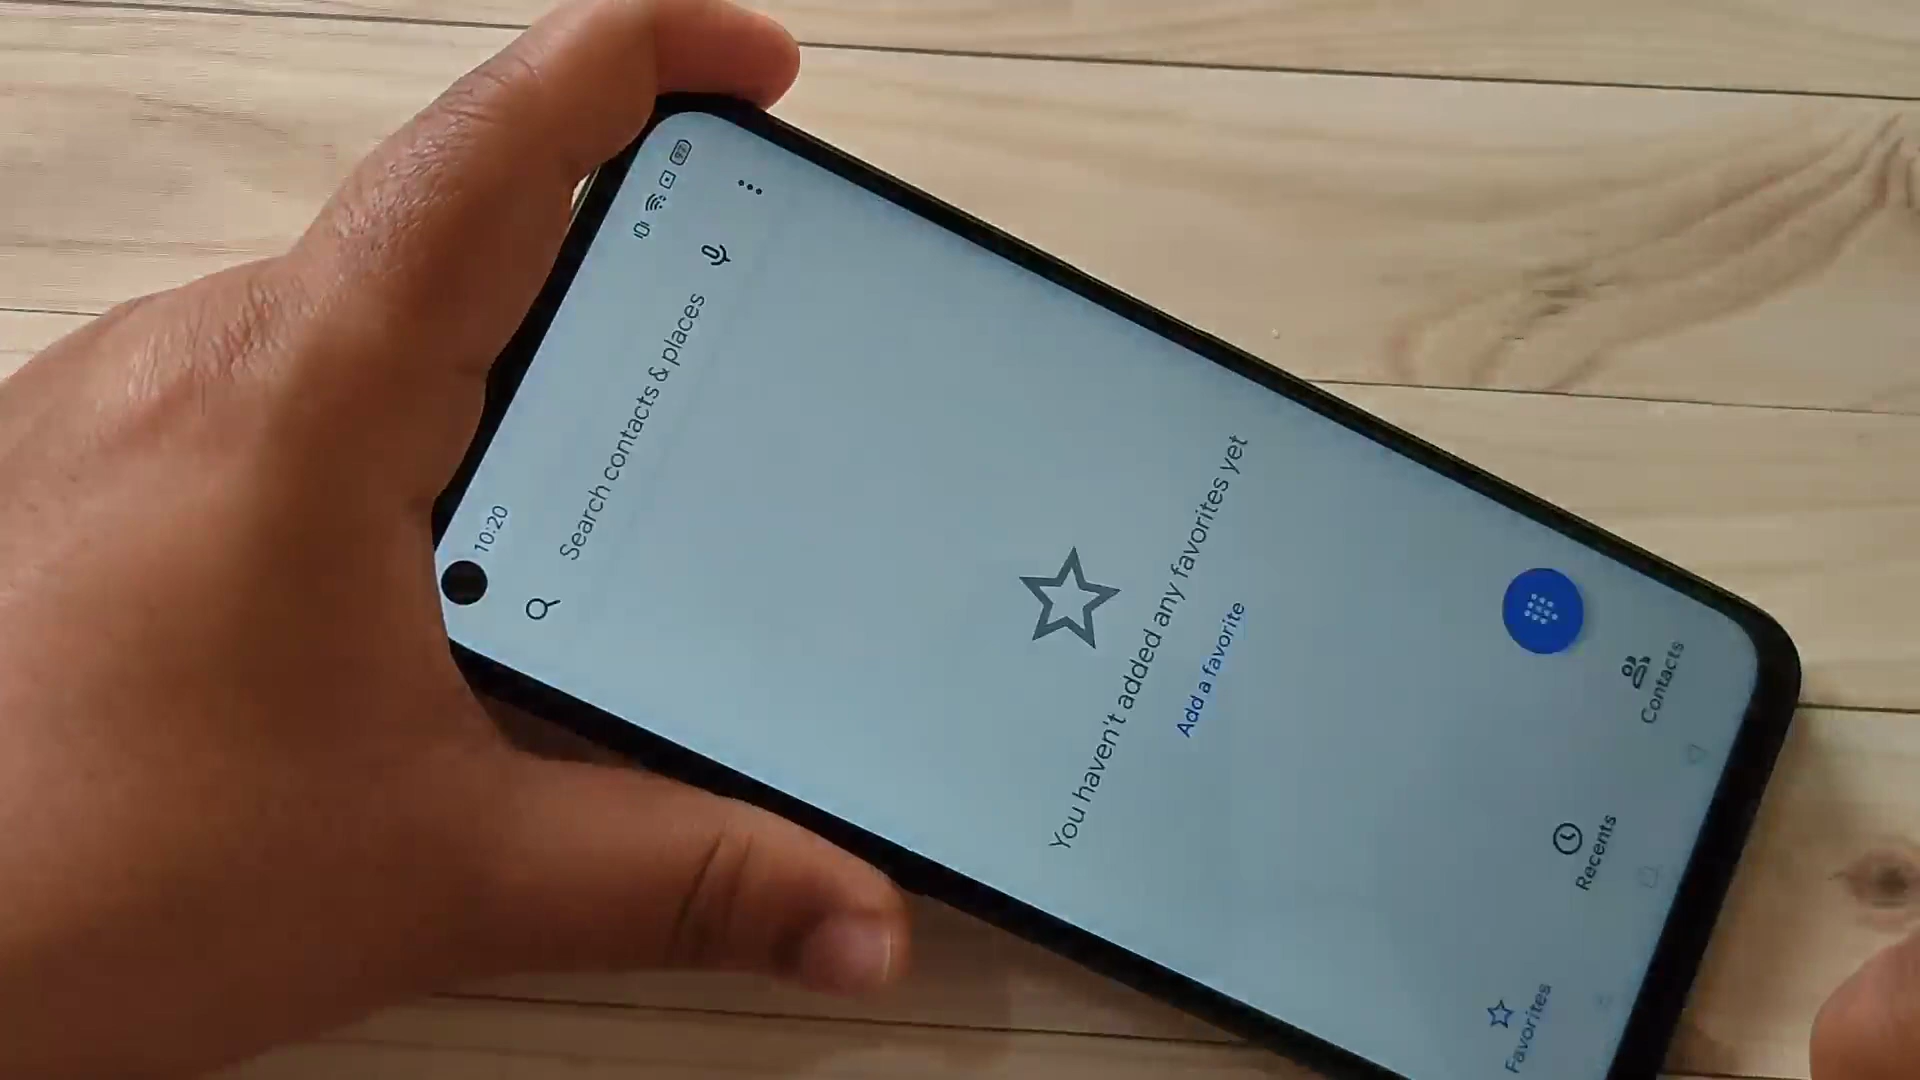 10:20
Search contacts & places
You haven't added any favorites yet
Add a favorite
Favorites
Recents
Contacts